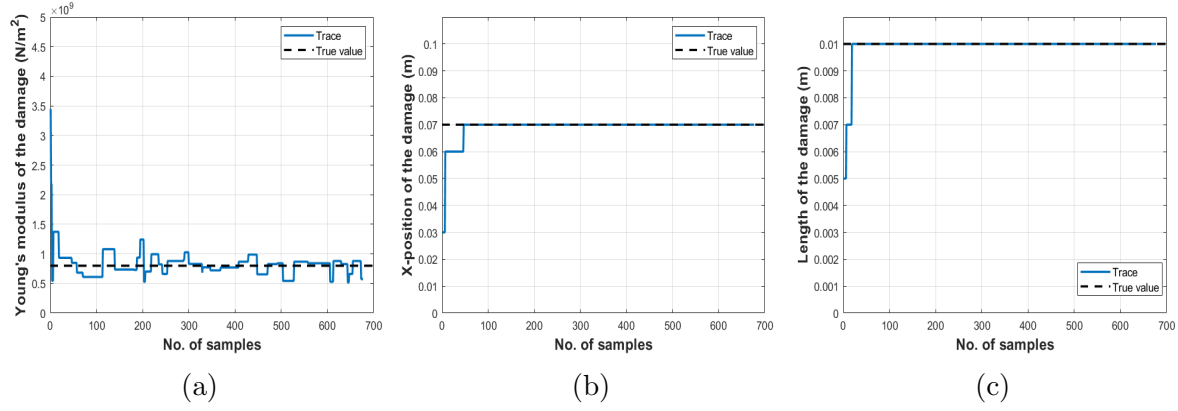 ×10⁹
5
4.5
4
3.5
3
2.5
2
1.5
1
0.5
0
0 100 200 300 400 500 600 700
Young's modulus of the damage (N/m²)
No. of samples
Trace
True value
(a)
0.1
0.09
0.08
0.07
0.06
0.05
0.04
0.03
0.02
0.01
0
0 100 200 300 400 500 600 700
X-position of the damage (m)
No. of samples
Trace
True value
(b)
0.01
0.009
0.008
0.007
0.006
0.005
0.004
0.003
0.002
0.001
0.000
0 100 200 300 400 500 600 700
Length of the damage (m)
No. of samples
Trace
True value
(c)